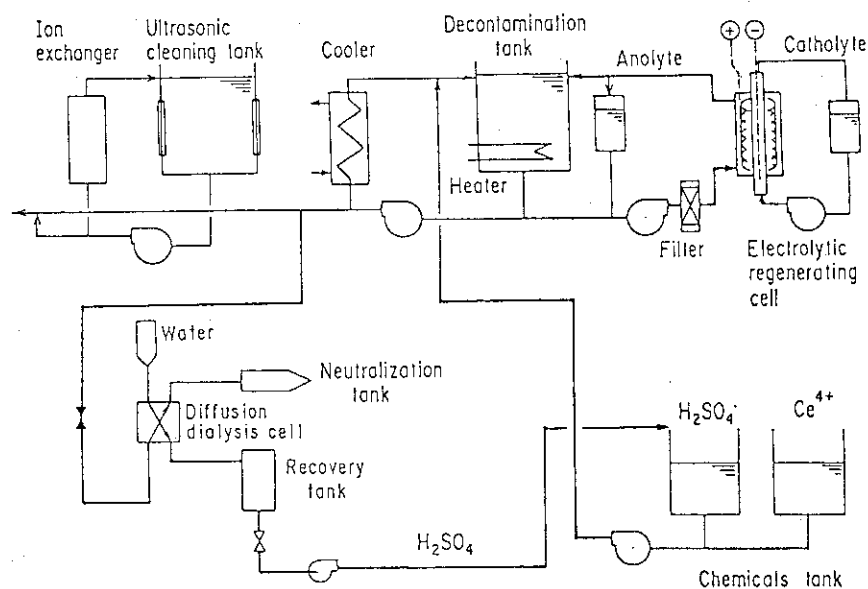 Ion
exchanger
Ultrasonic
cleaning tank
Cooler
Decontamination
tank
Anolyte
+
−
Catholyte
Heater
Filler
Electrolytic
regenerating
cell
Water
Neutralization
tank
Diffusion
dialysis cell
Recovery
tank
H₂SO₄
H₂SO₄
Ce⁴⁺
Chemicals tank